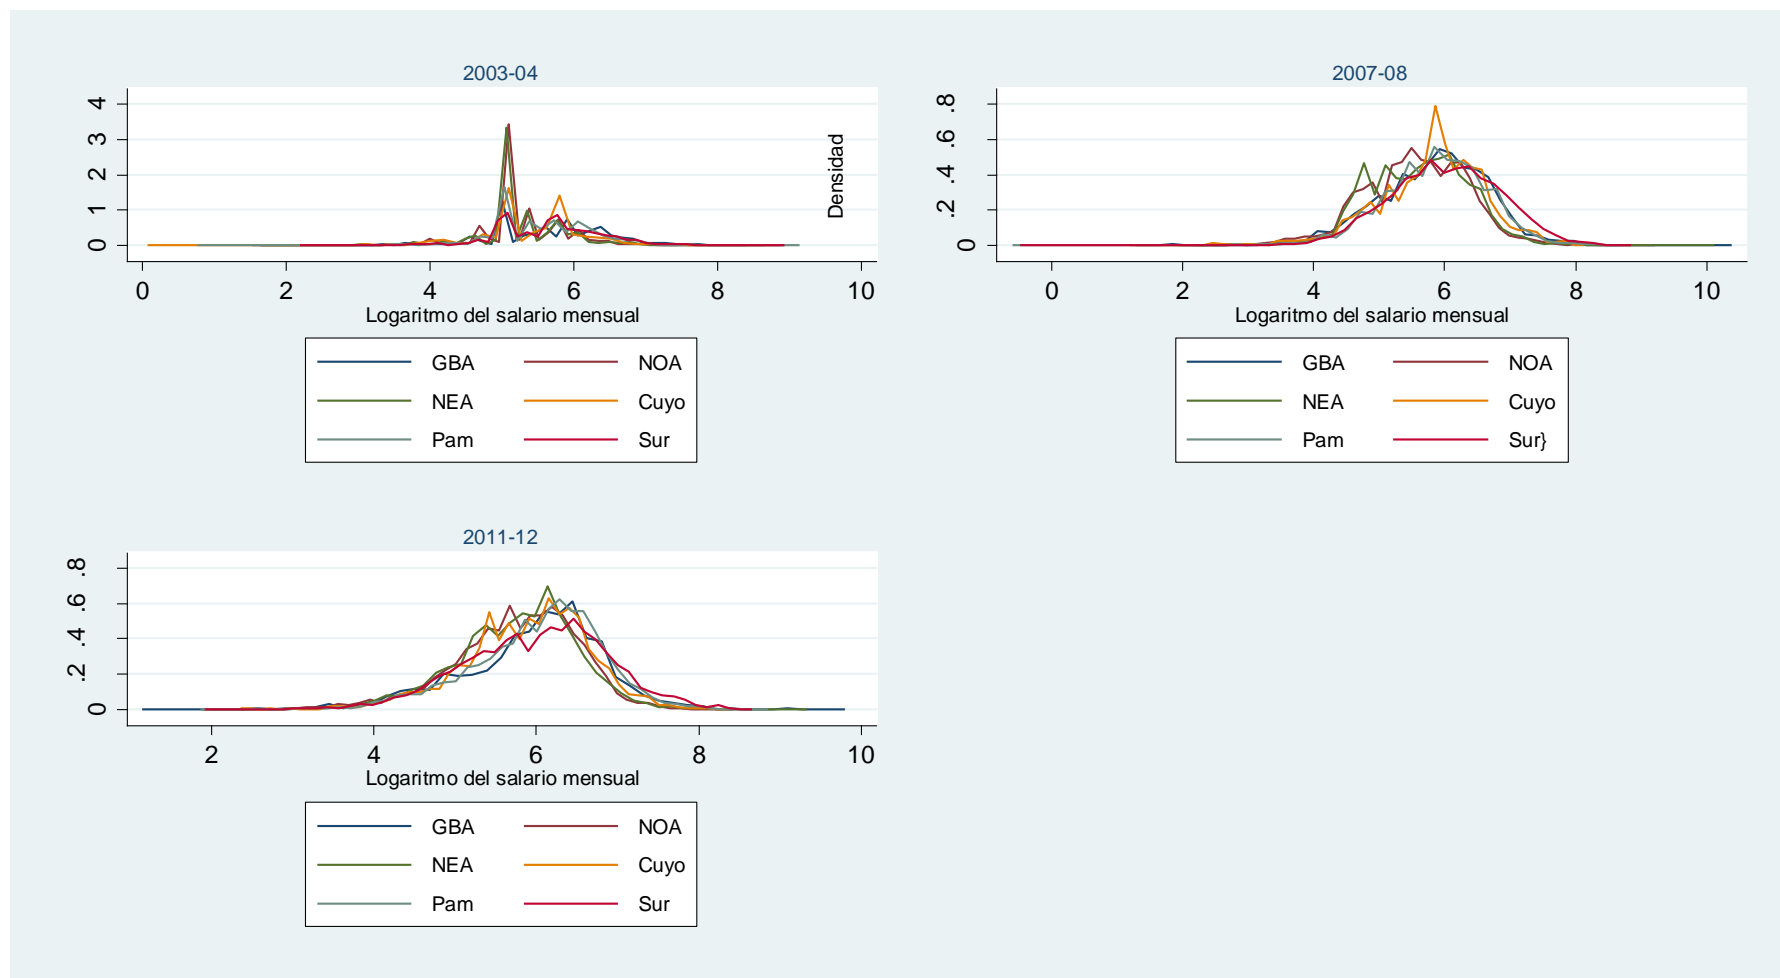 2003-04
4
3
2
1
0
0 2 4 6 8 10
Logaritmo del salario mensual
GBA NOA
NEA Cuyo
Pam Sur
Densidad
2007-08
.8
.6
.4
.2
0
0 2 4 6 8 10
Logaritmo del salario mensual
GBA NOA
NEA Cuyo
Pam Sur}
2011-12
.8
.6
.4
.2
0
2 4 6 8 10
Logaritmo del salario mensual
GBA NOA
NEA Cuyo
Pam Sur